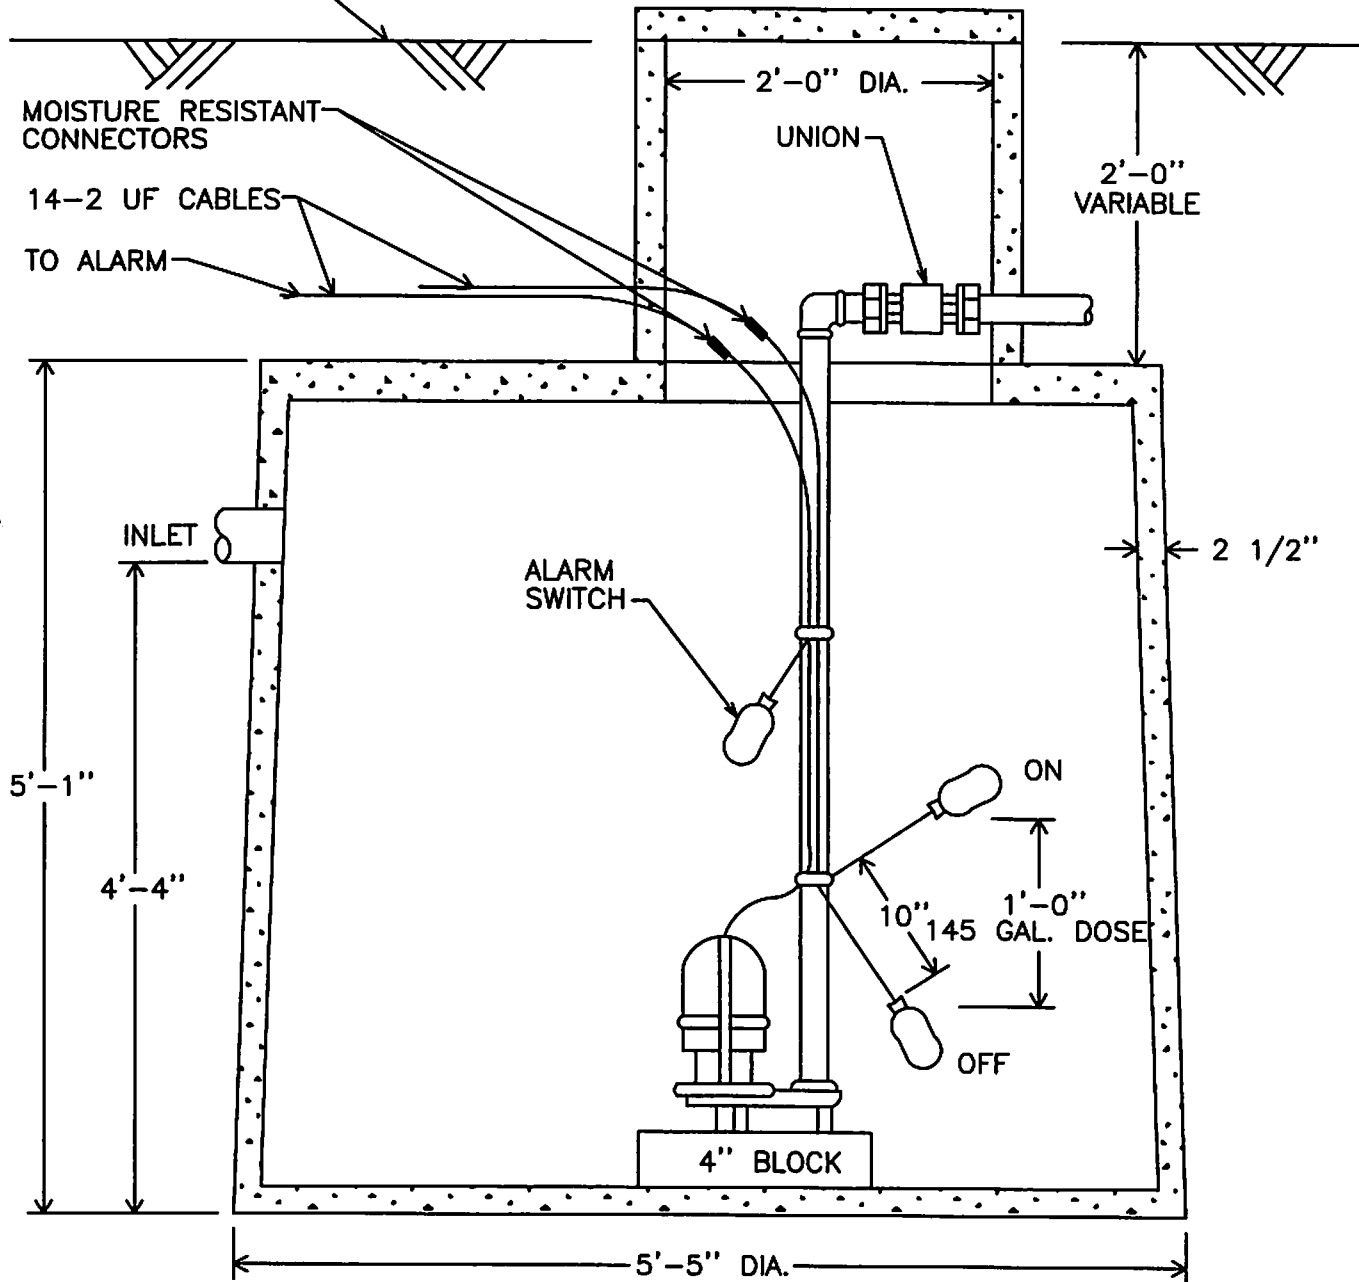 2'-0" DIA.
MOISTURE RESISTANT
CONNECTORS
UNION
2'-0"
VARIABLE
14-2 UF CABLES
TO ALARM
INLET
2 1/2"
ALARM
SWITCH
ON
5'-1"
4'-4"
10"
1'-0"
145 GAL. DOSE
OFF
4" BLOCK
5'-5" DIA.